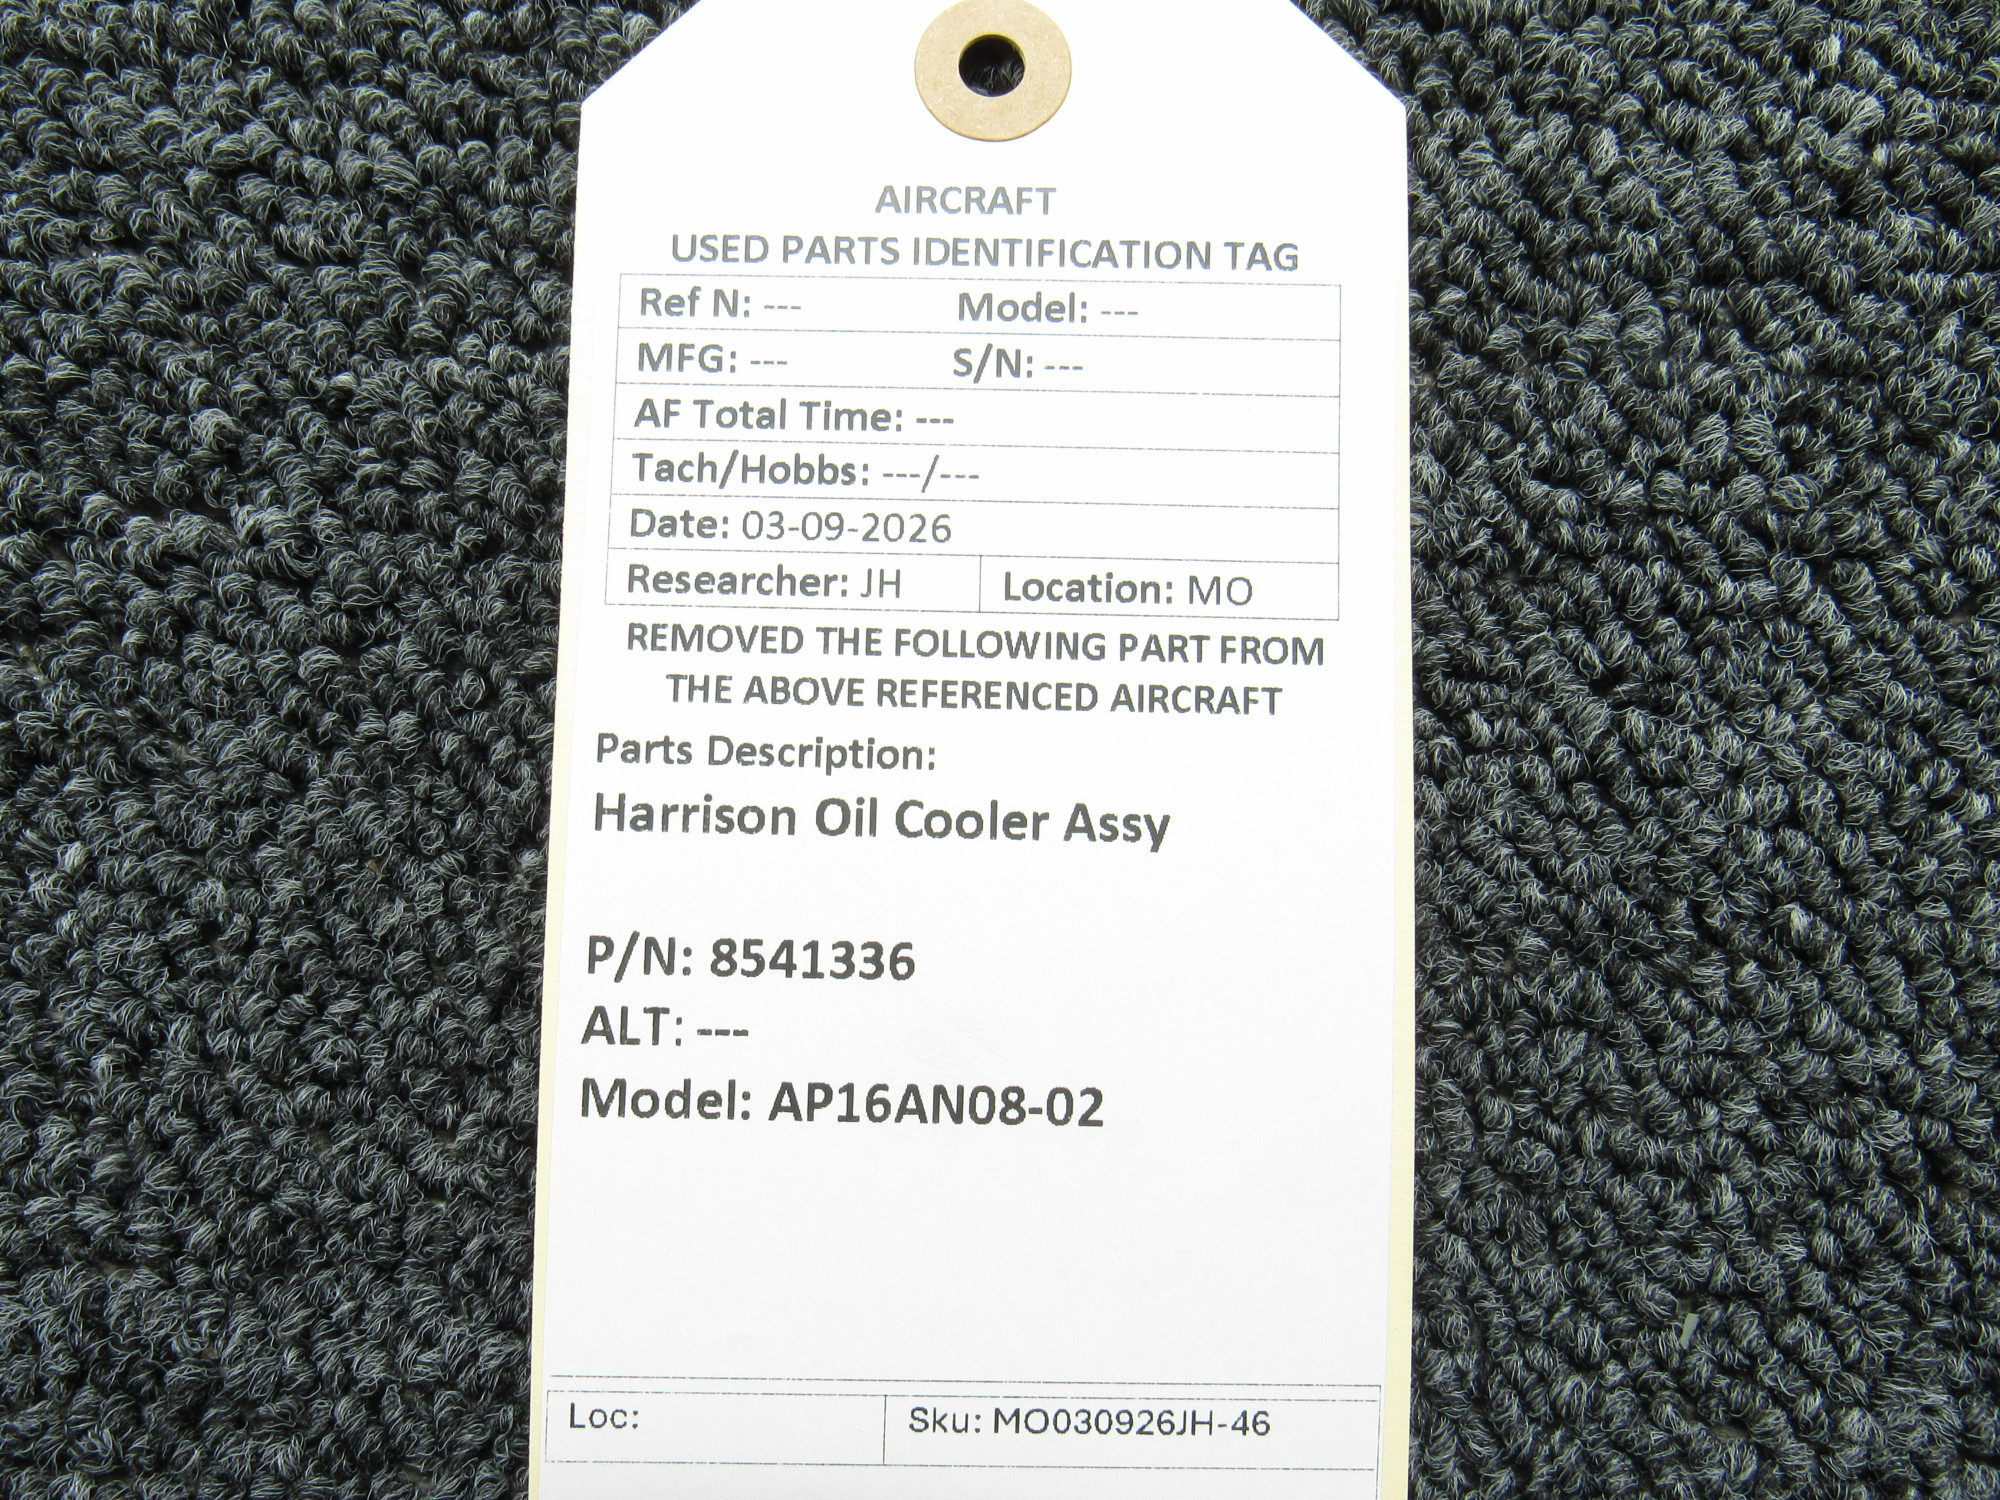 AIRCRAFT
USED PARTS IDENTIFICATION TAG
Ref N: --- Model: ---
MFG: --- S/N: ---
AF Total Time: ---
Tach/Hobbs: ---/---
Date: 03-09-2026
Researcher: JH Location: MO
REMOVED THE FOLLOWING PART FROM
THE ABOVE REFERENCED AIRCRAFT
Parts Description:
Harrison Oil Cooler Assy
P/N: 8541336
ALT: ---
Model: AP16AN08-02
Loc: Sku: MO030926JH-46